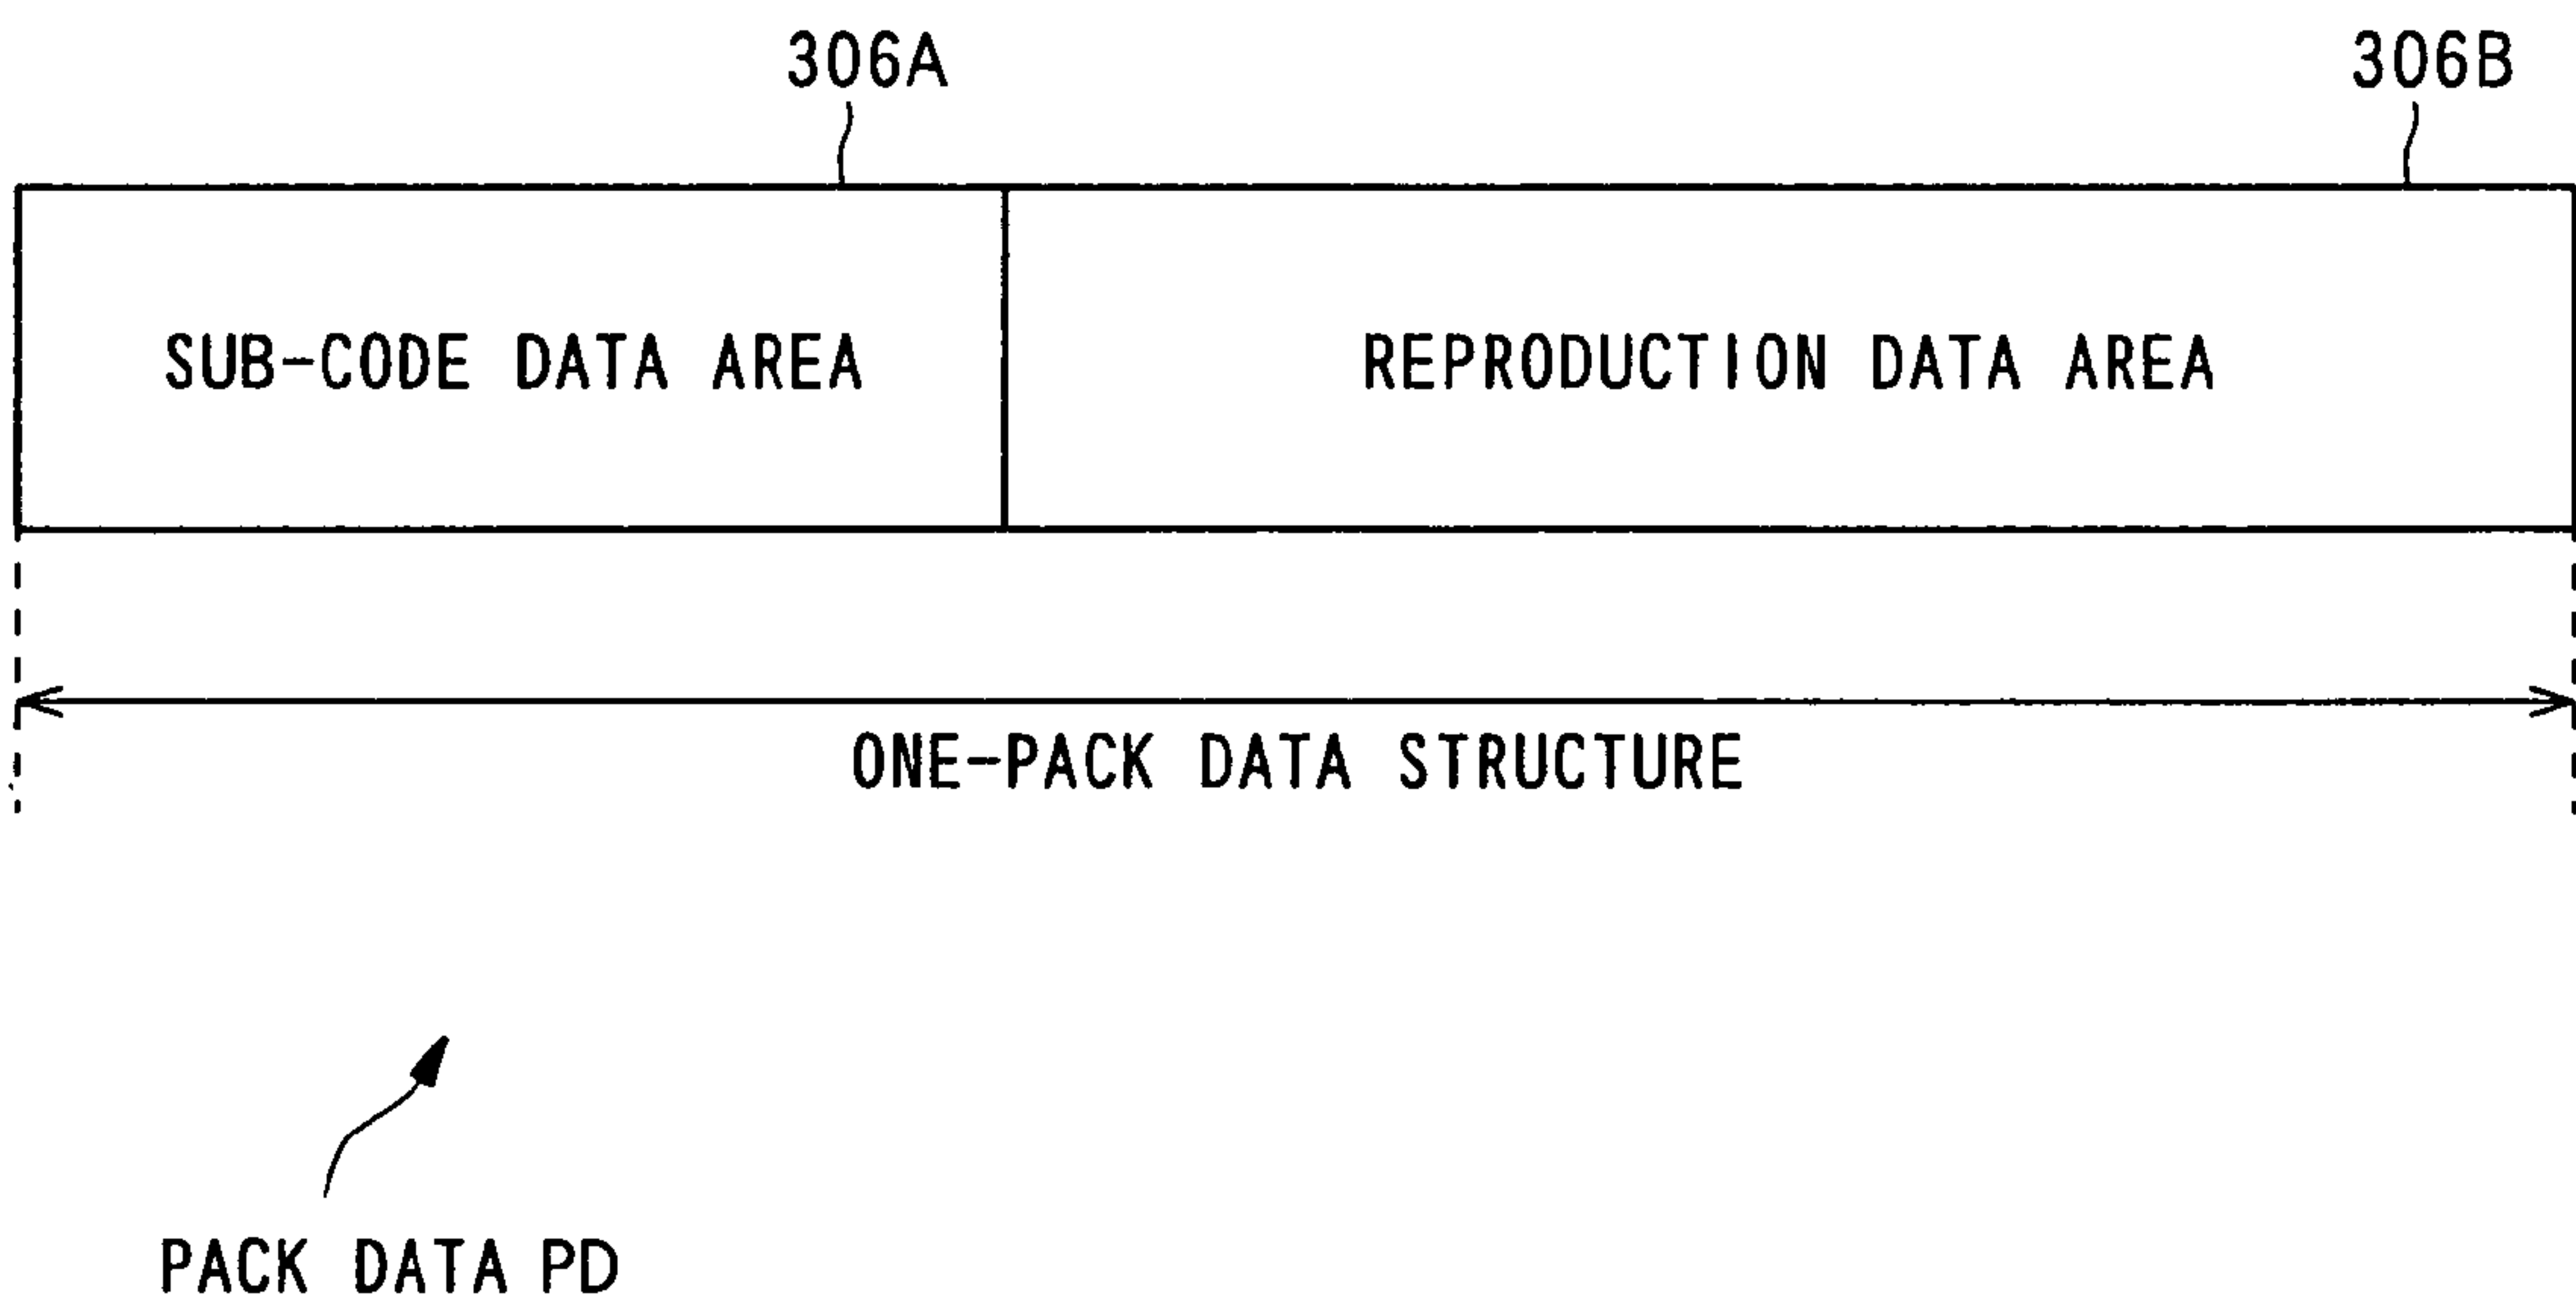 306A
306B
SUB-CODE DATA AREA
REPRODUCTION DATA AREA
ONE-PACK DATA STRUCTURE
PACK DATA PD